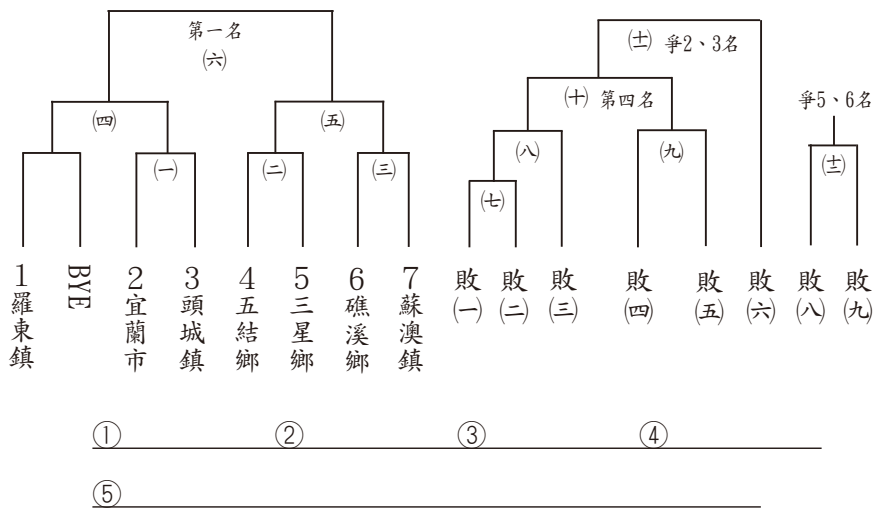 第一名
㈥
㈣
㈤
㈠
㈡
㈢
1羅東鎮
BYE
2宜蘭市
3頭城鎮
4五結鄉
5三星鄉
6礁溪鄉
7蘇澳鎮
(十二) 爭2、3名
㈩ 第四名
㈧
㈨
㈦
敗㈠
敗㈡
敗㈢
敗㈣
敗㈤
敗㈥
爭5、6名
(十三)
敗㈧
敗㈨
① ② ③ ④
⑤